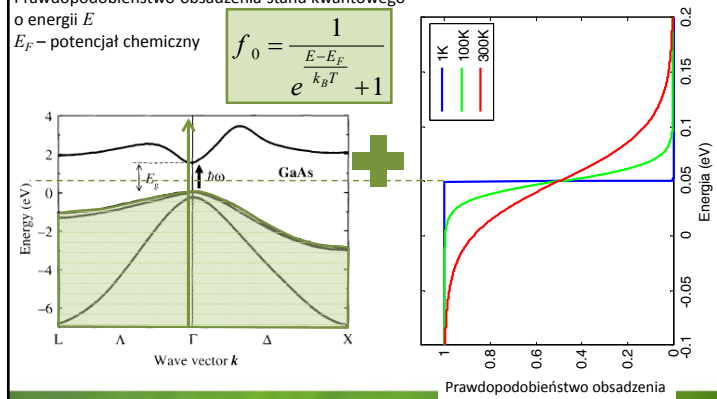 Prawdopodobieństwo obsadzenia stanu kwantowego
o energii E
E_F – potencjał chemiczny
f_0 = 1 / (e^((E−E_F)/(k_B T)) + 1)
4
2
0
−2
−4
−6
Energy (eV)
E_g
ħω
GaAs
L
Λ
Γ
Δ
X
Wave vector k
1K
100K
300K
0.2
0.15
0.1
0.05
0
-0.05
-0.1
Energia (eV)
1
0.8
0.6
0.4
0.2
0
Prawdopodobieństwo obsadzenia